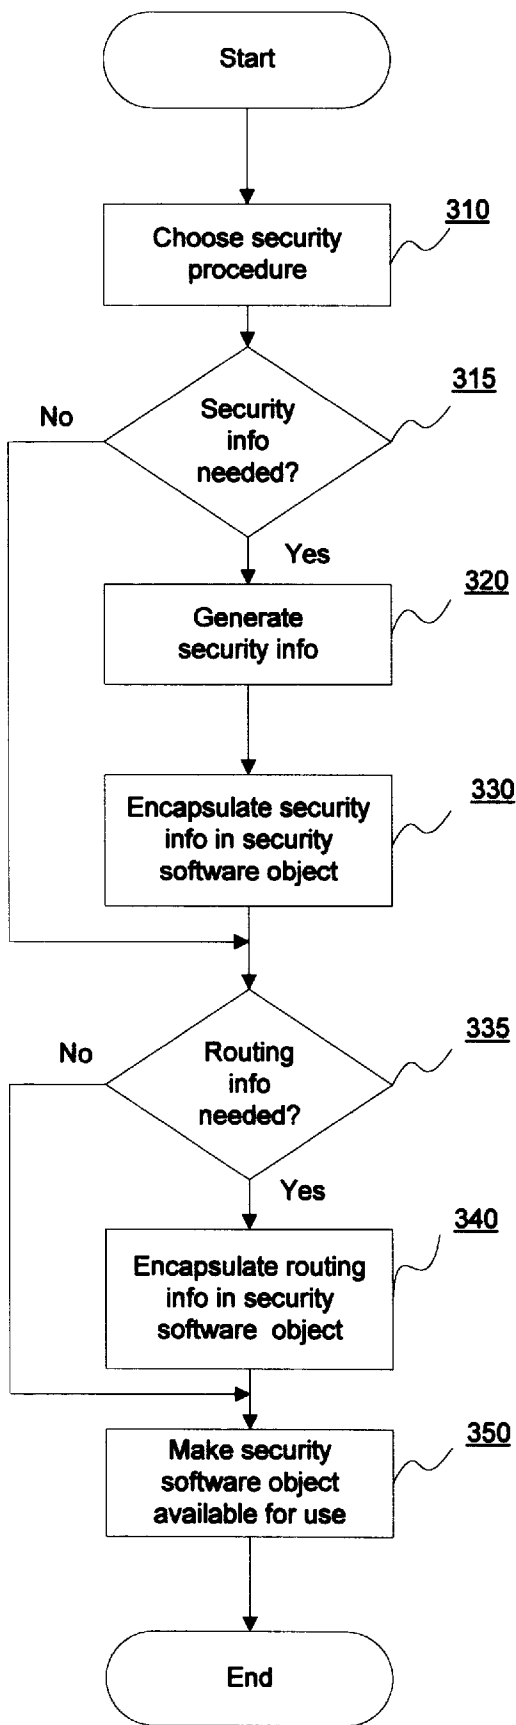 Start
310
Choose security
procedure
315
No
Security
info
needed?
Yes
320
Generate
security info
330
Encapsulate security
info in security
software object
335
No
Routing
info
needed?
Yes
340
Encapsulate routing
info in security
software object
350
Make security
software object
available for use
End